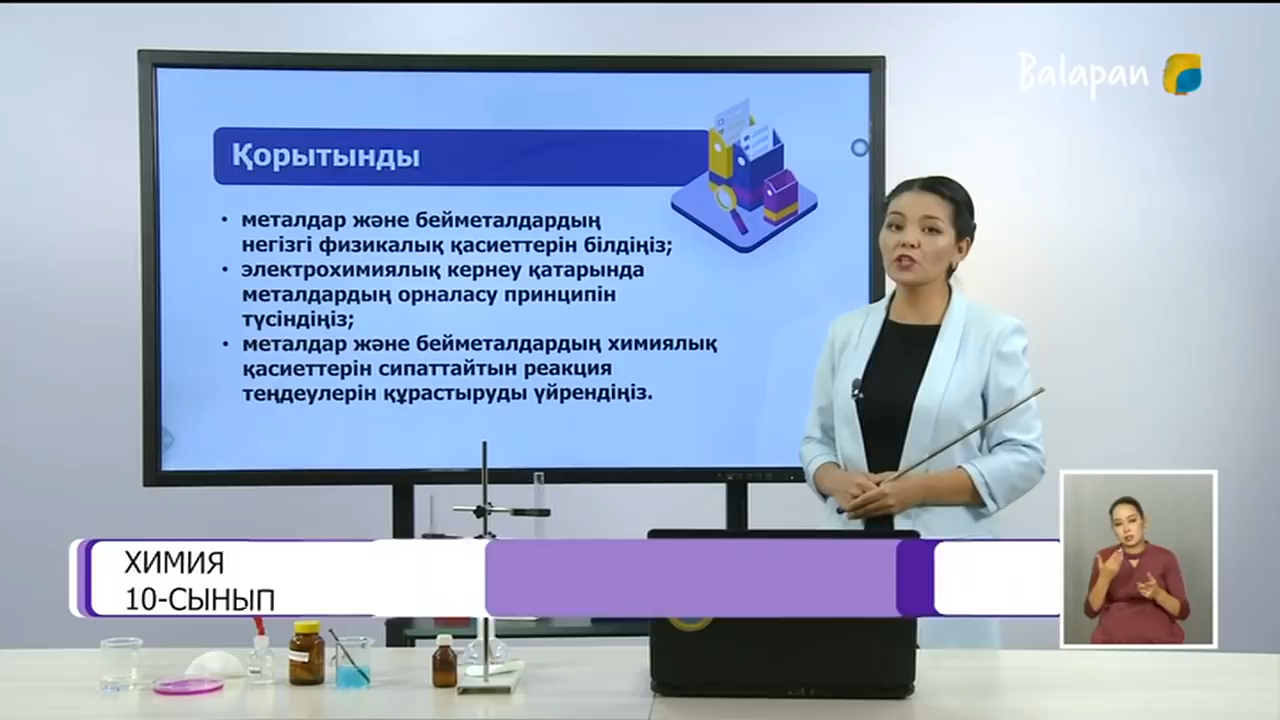 Balapan
Қорытынды
• металдар және бейметалдардың
негізгі физикалық қасиеттерін білдіңіз;
• электрохимиялық кернеу қатарында
металдардың орналасу принципін
түсіндіңіз;
• металдар және бейметалдардың химиялық
қасиеттерін сипаттайтын реакция
теңдеулерін құрастыруды үйрендіңіз.
ХИМИЯ
10-СЫНЫП